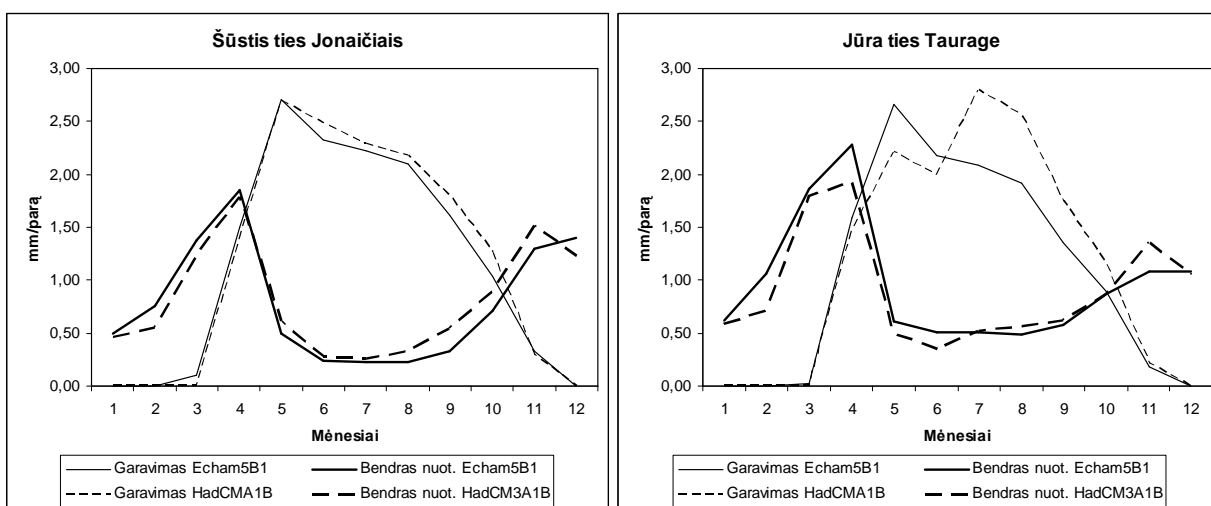 Šūstis ties Jonaičiais
3,00
2,50
2,00
1,50
1,00
0,50
0,00
mm/parą
1 2 3 4 5 6 7 8 9 10 11 12
Mėnesiai
Garavimas Echam5B1 Bendras nuot. Echam5B1
Garavimas HadCMA1B Bendras nuot. HadCM3A1B
Jūra ties Taurage
3,00
2,50
2,00
1,50
1,00
0,50
0,00
mm/parą
1 2 3 4 5 6 7 8 9 10 11 12
Mėnesiai
Garavimas Echam5B1 Bendras nuot. Echam5B1
Garavimas HadCMA1B Bendras nuot. HadCM3A1B